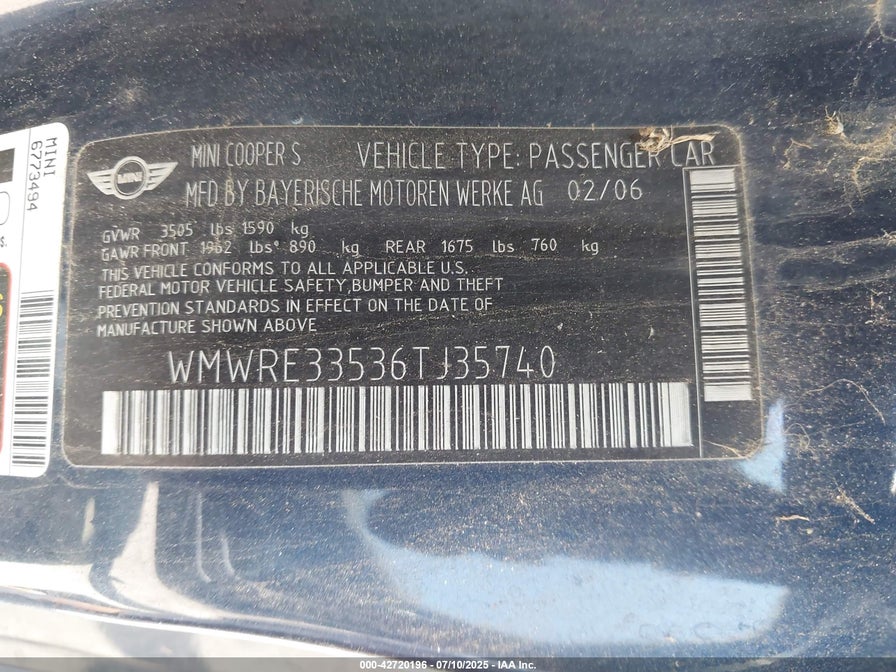 MINI COOPER S VEHICLE TYPE: PASSENGER CAR
MINI
MFD BY BAYERISCHE MOTOREN WERKE AG 02/06
GVWR 3505 lbs 1590 kg
GAWR FRONT 1962 lbs 890 kg REAR 1675 lbs 760 kg
THIS VEHICLE CONFORMS TO ALL APPLICABLE U.S.
FEDERAL MOTOR VEHICLE SAFETY,BUMPER AND THEFT
PREVENTION STANDARDS IN EFFECT ON THE DATE OF
MANUFACTURE SHOWN ABOVE
WMWRE33536TJ35740
MINI
6773494
000-42720196 - 07/10/2025 - IAA Inc.